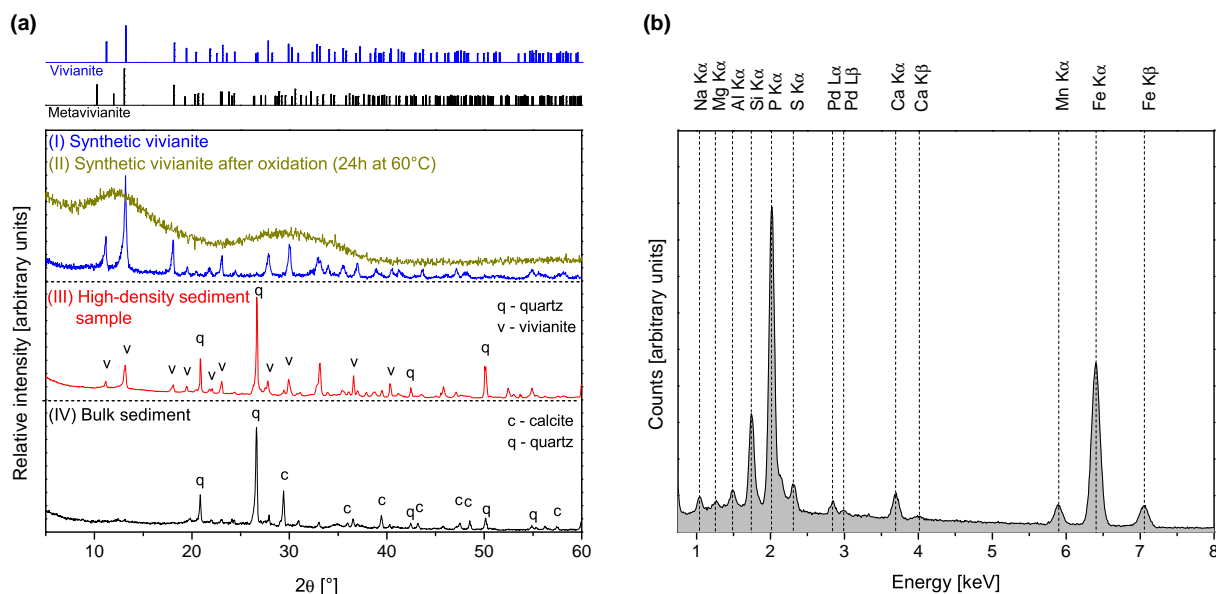 (a)
Vivianite
Metavivianite
(I) Synthetic vivianite
(II) Synthetic vivianite after oxidation (24h at 60°C)
(III) High-density sediment
sample
q
q - quartz
v - vivianite
v
v
v
v
q
v
v
v
v
v
v
q
q
(IV) Bulk sediment
q
c - calcite
q - quartz
q
c
c
c
q
c
c
c
q
q
c
10
20
30
40
50
60
2θ [°]
Relative intensity [arbitrary units]
(b)
Na Kα
Mg Kα
Al Kα
Si Kα
P Kα
S Kα
Pd Lα
Pd Lβ
Ca Kα
Ca Kβ
Mn Kα
Fe Kα
Fe Kβ
Counts [arbitrary units]
1
2
3
4
5
6
7
8
Energy [keV]